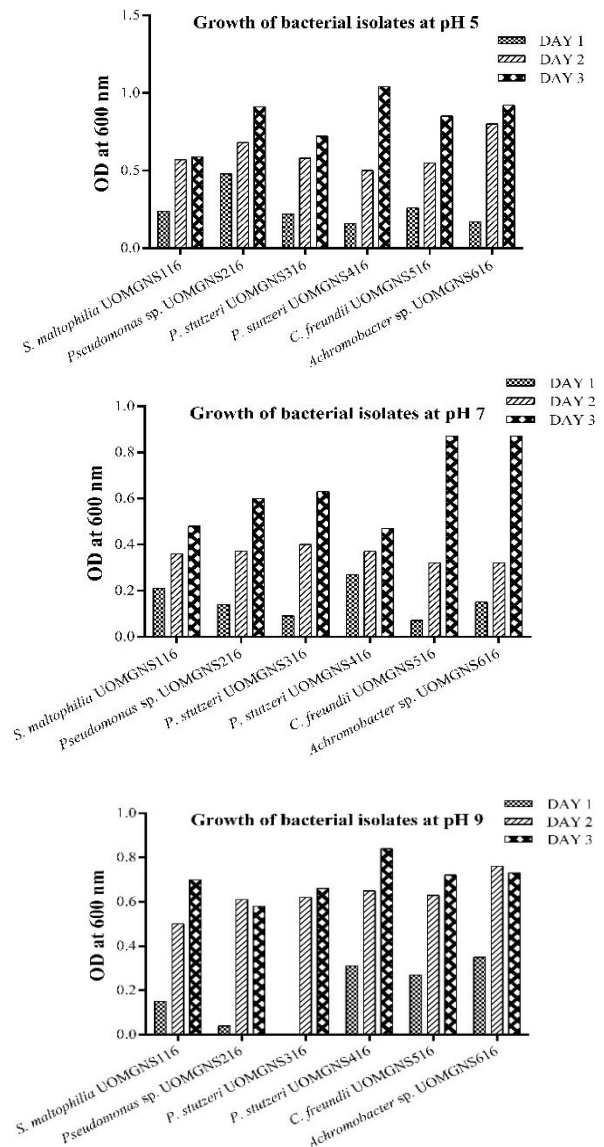 Growth of bacterial isolates at pH 5
DAY 1
DAY 2
DAY 3
OD at 600 nm
1.5
1.0
0.5
0.0
S. maltophilia UOMGNS116
Pseudomonas sp. UOMGNS216
P. stutzeri UOMGNS316
P. stutzeri UOMGNS416
C. freundii UOMGNS516
Achromobacter sp. UOMGNS616
Growth of bacterial isolates at pH 7
DAY 1
DAY 2
DAY 3
OD at 600 nm
1.0
0.8
0.6
0.4
0.2
0.0
S. maltophilia UOMGNS116
Pseudomonas sp. UOMGNS216
P. stutzeri UOMGNS316
P. stutzeri UOMGNS416
C. freundii UOMGNS516
Achromobacter sp. UOMGNS616
Growth of bacterial isolates at pH 9
DAY 1
DAY 2
DAY 3
OD at 600 nm
1.0
0.8
0.6
0.4
0.2
0.0
S. maltophilia UOMGNS116
Pseudomonas sp. UOMGNS216
P. stutzeri UOMGNS316
P. stutzeri UOMGNS416
C. freundii UOMGNS516
Achromobacter sp. UOMGNS616